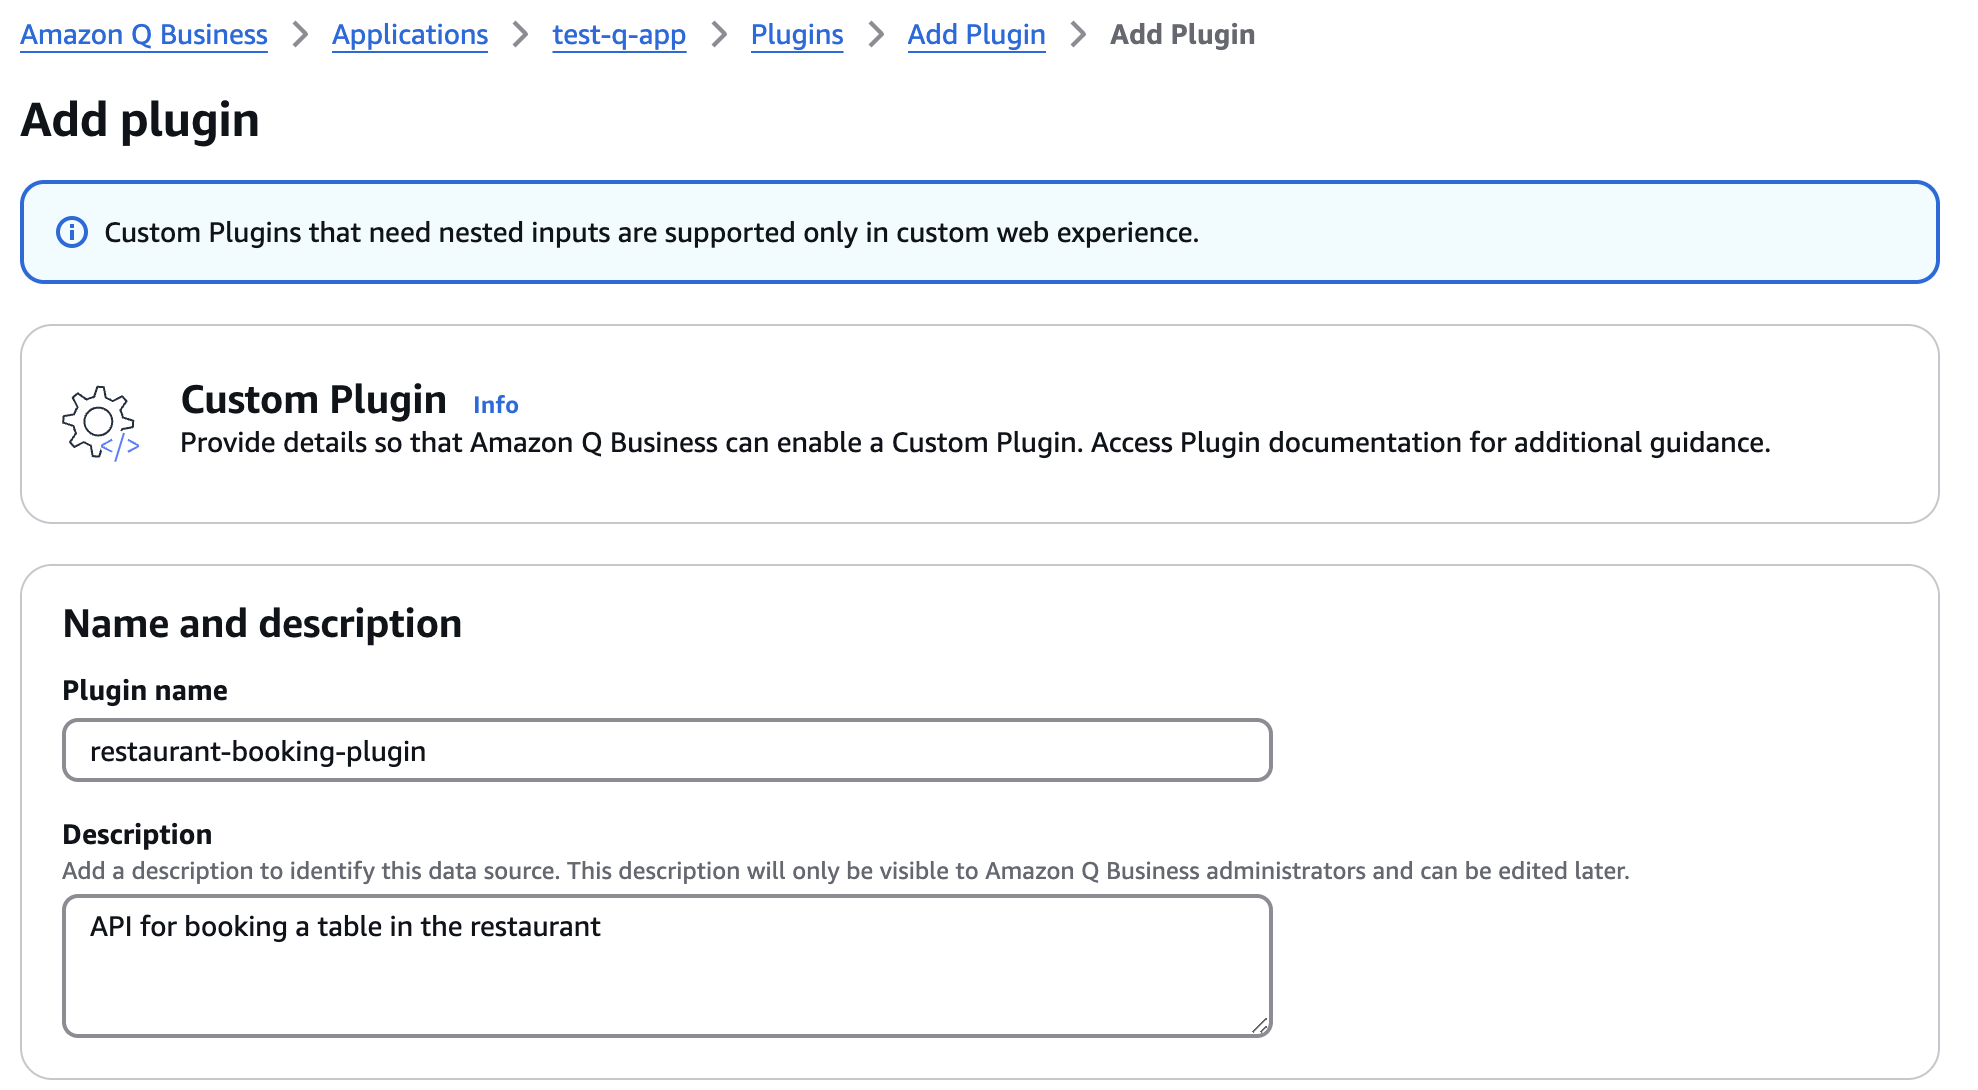 Amazon Q Business > Applications > test-q-app > Plugins > Add Plugin > Add Plugin
Add plugin
Custom Plugins that need nested inputs are supported only in custom web experience.
Custom Plugin Info
Provide details so that Amazon Q Business can enable a Custom Plugin. Access Plugin documentation for additional guidance.
</>
Name and description
Plugin name
restaurant-booking-plugin
Description
Add a description to identify this data source. This description will only be visible to Amazon Q Business administrators and can be edited later.
API for booking a table in the restaurant